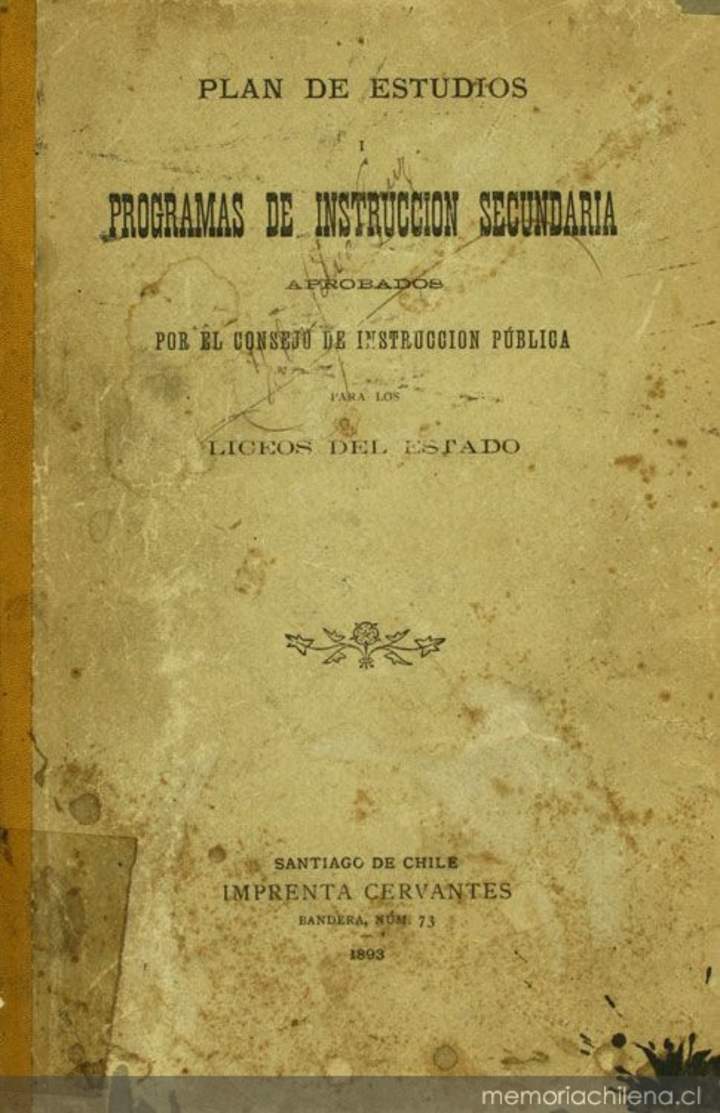 PLAN DE ESTUDIOS
I
PROGRAMAS DE INSTRUCCION SECUNDARIA
APROBADOS
POR EL CONSEJO DE INSTRUCCION PÚBLICA
PARA LOS
LICEOS DEL ESTADO
SANTIAGO DE CHILE
IMPRENTA CERVANTES
BANDERA, NÚM. 73
1893
memoriachilena.cl